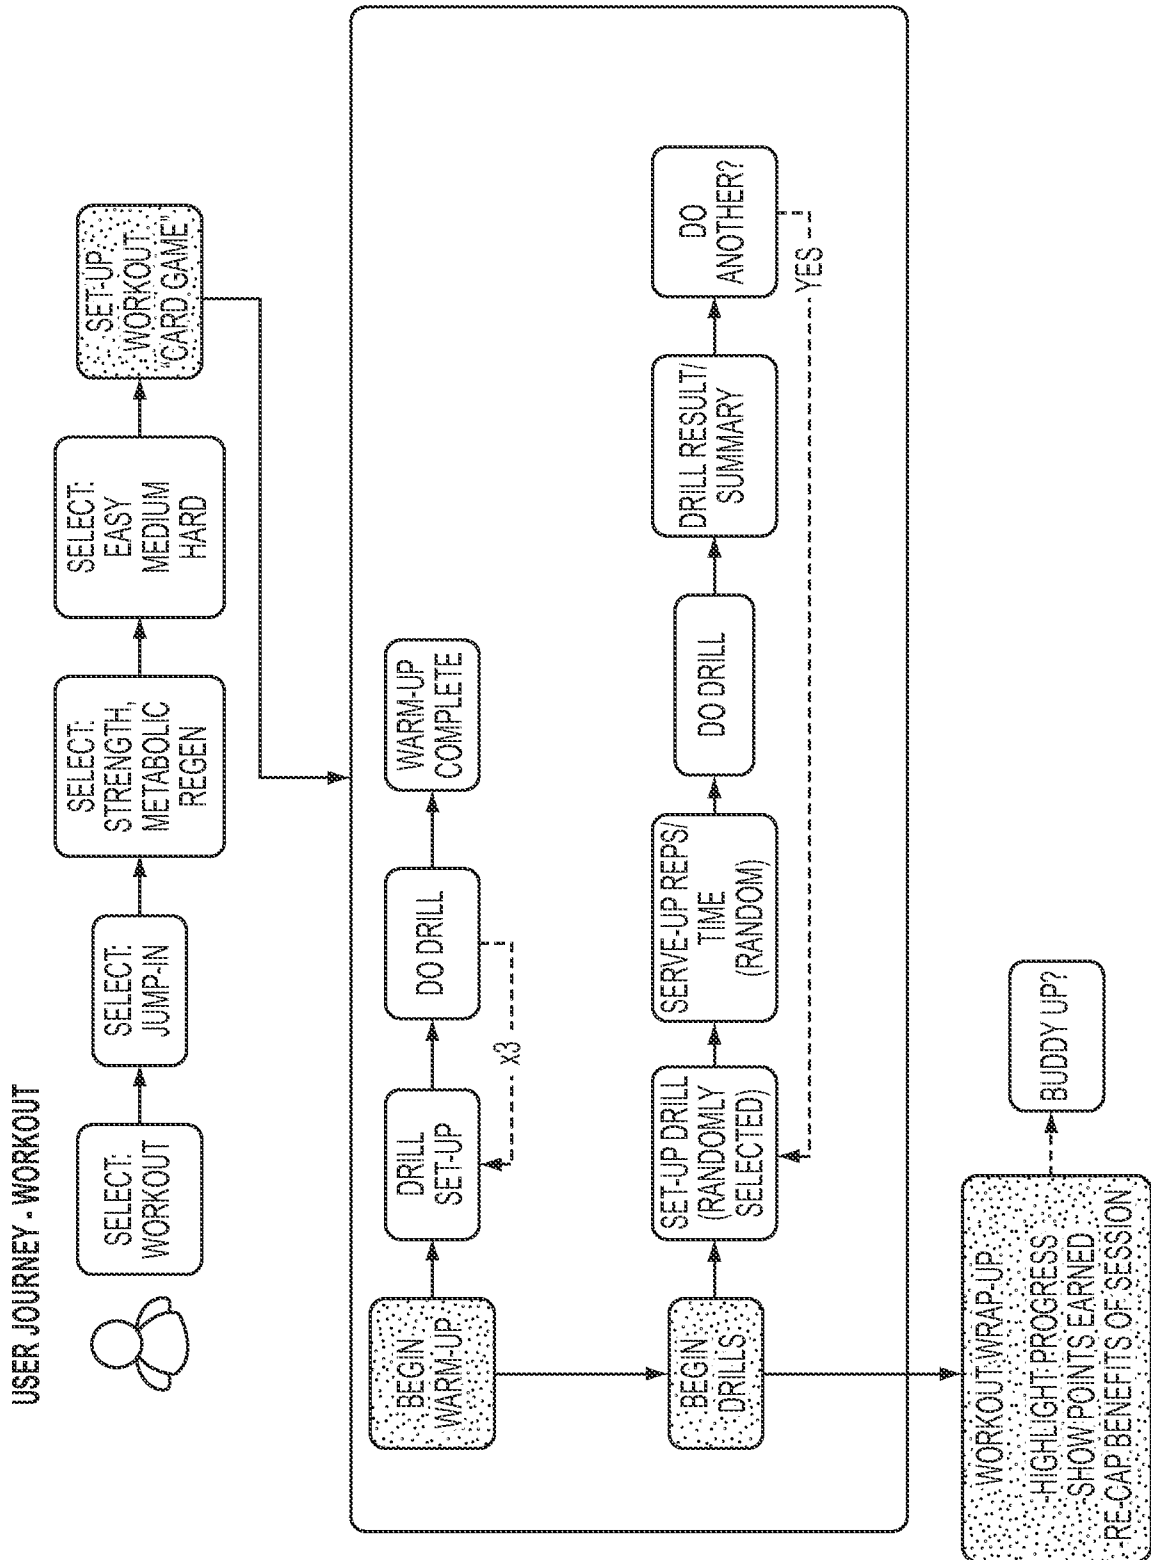 USER JOURNEY - WORKOUT
SELECT:
WORKOUT
SELECT:
JUMP-IN
SELECT:
STRENGTH,
METABOLIC
REGEN
SELECT:
EASY
MEDIUM
HARD
SET-UP
WORKOUT
"CARD GAME"
BEGIN
WARM-UP
DRILL
SET-UP
DO DRILL
x3
WARM-UP
COMPLETE
BEGIN
DRILLS
SET-UP DRILL
(RANDOMLY
SELECTED)
SERVE-UP REPS/
TIME
(RANDOM)
DO DRILL
DRILL RESULT/
SUMMARY
DO
ANOTHER?
YES
WORKOUT WRAP-UP
-HIGHLIGHT PROGRESS
-SHOW POINTS EARNED
-RE-CAP BENEFITS OF SESSION
BUDDY UP?